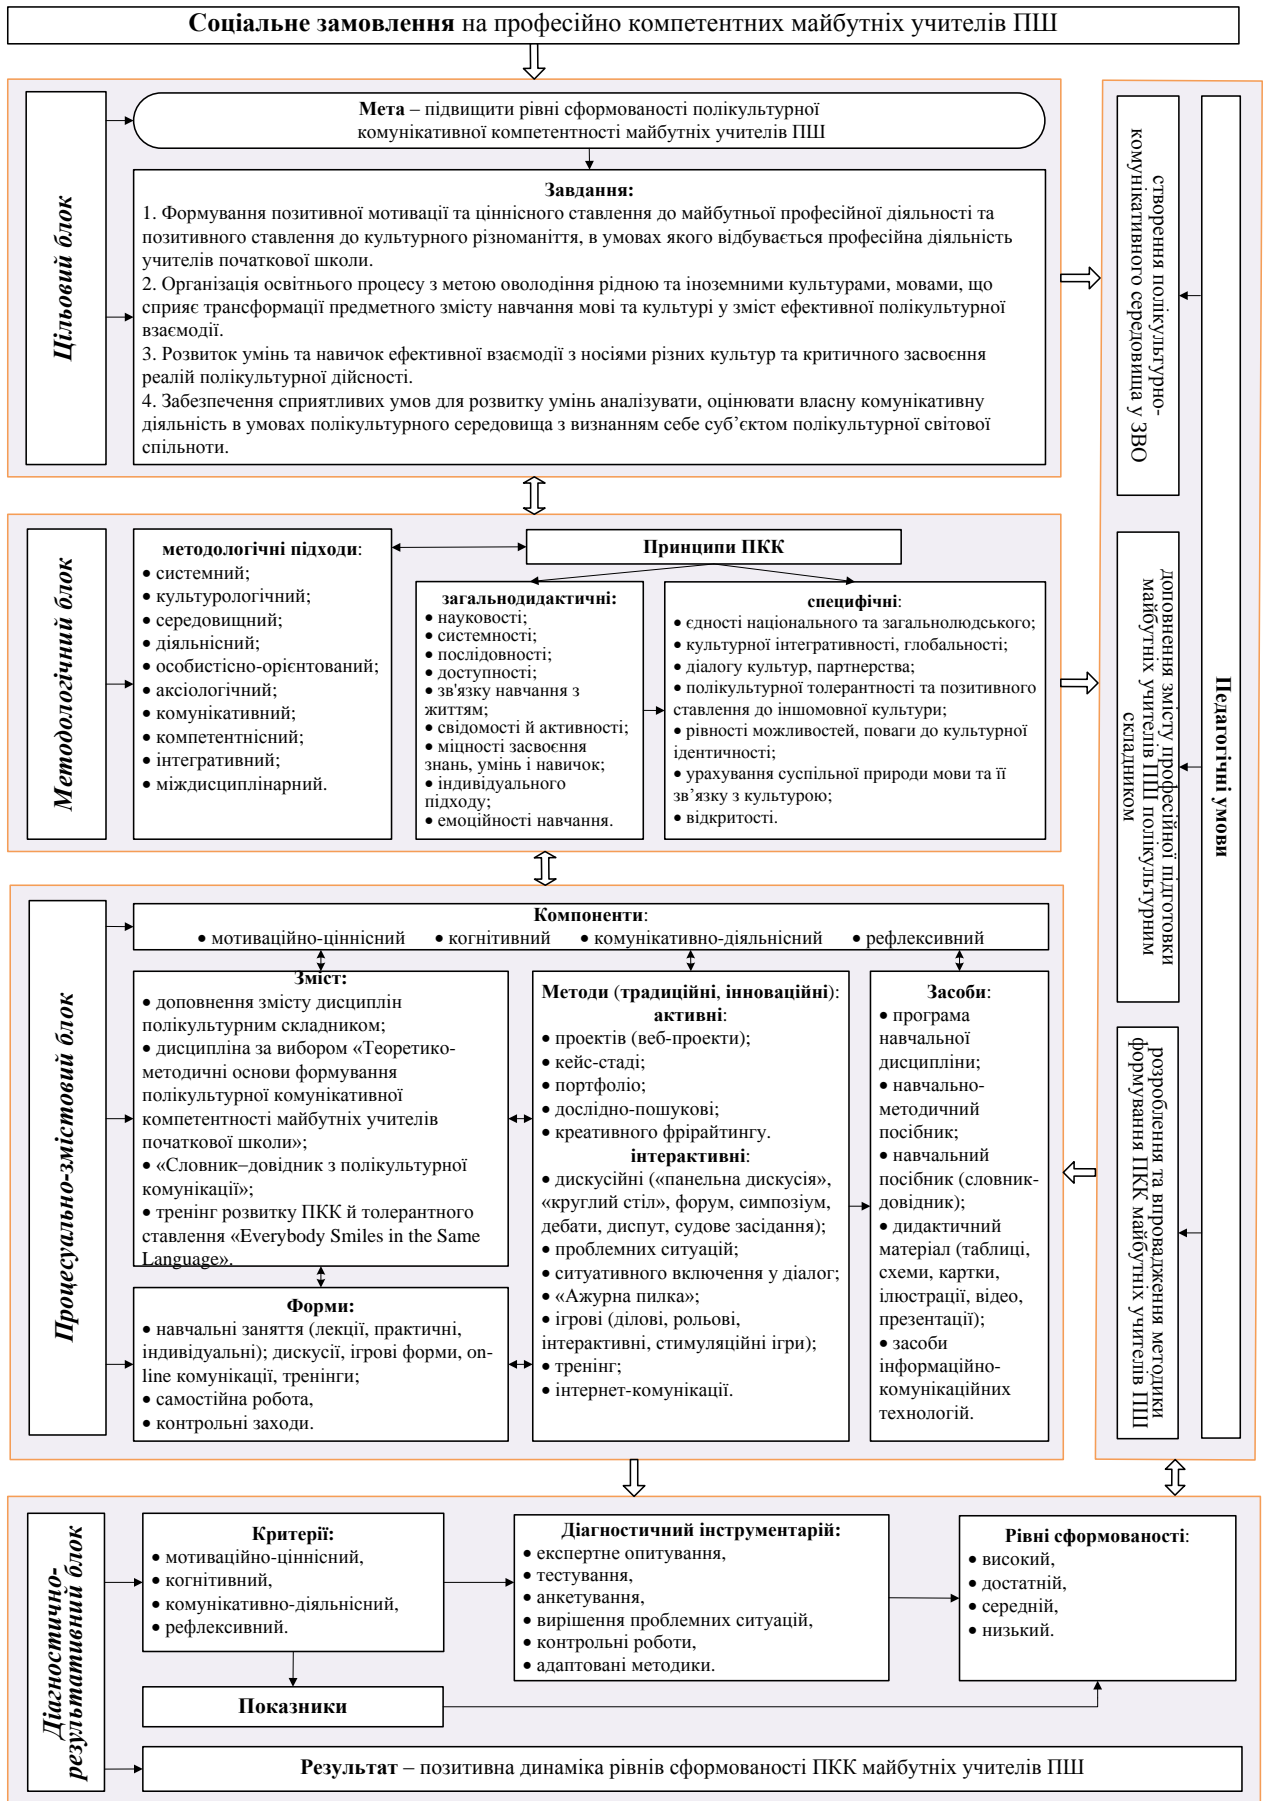 Соціальне замовлення на професійно компетентних майбутніх учителів ПШ
Цільовий блок
Мета – підвищити рівні сформованості полікультурної
комунікативної компетентності майбутніх учителів ПШ
Завдання:
1. Формування позитивної мотивації та ціннісного ставлення до майбутньої професійної діяльності та
позитивного ставлення до культурного різноманіття, в умовах якого відбувається професійна діяльність
учителів початкової школи.
2. Організація освітнього процесу з метою оволодіння рідною та іноземними культурами, мовами, що
сприяє трансформації предметного змісту навчання мові та культурі у зміст ефективної полікультурної
взаємодії.
3. Розвиток умінь та навичок ефективної взаємодії з носіями різних культур та критичного засвоєння
реалій полікультурної дійсності.
4. Забезпечення сприятливих умов для розвитку умінь аналізувати, оцінювати власну комунікативну
діяльність в умовах полікультурного середовища з визнанням себе суб’єктом полікультурної світової
спільноти.
Методологічний блок
методологічні підходи:
• системний;
• культурологічний;
• середовищний;
• діяльнісний;
• особистісно-орієнтований;
• аксіологічний;
• комунікативний;
• компетентнісний;
• інтегративний;
• міждисциплінарний.
Принципи ПКК
загальнодидактичні:
• науковості;
• системності;
• послідовності;
• доступності;
• зв'язку навчання з
життям;
• свідомості й активності;
• міцності засвоєння
знань, умінь і навичок;
• індивідуального
підходу;
• емоційності навчання.
специфічні:
• єдності національного та загальнолюдського;
• культурної інтегративності, глобальності;
• діалогу культур, партнерства;
• полікультурної толерантності та позитивного
ставлення до іншомовної культури;
• рівності можливостей, поваги до культурної
ідентичності;
• урахування суспільної природи мови та її
зв’язку з культурою;
• відкритості.
Процесуально-змістовий блок
Компоненти:
• мотиваційно-ціннісний • когнітивний • комунікативно-діяльнісний • рефлексивний
Зміст:
• доповнення змісту дисциплін
полікультурним складником;
• дисципліна за вибором «Теоретико-
методичні основи формування
полікультурної комунікативної
компетентності майбутніх учителів
початкової школи»;
• «Словник–довідник з полікультурної
комунікації»;
• тренінг розвитку ПКК й толерантного
ставлення «Everybody Smiles in the Same
Language».
Форми:
• навчальні заняття (лекції, практичні,
індивідуальні); дискусії, ігрові форми, on-
line комунікації, тренінги;
• самостійна робота,
• контрольні заходи.
Методи (традиційні, інноваційні):
активні:
• проектів (веб-проекти);
• кейс-стаді;
• портфоліо;
• дослідно-пошукові;
• креативного фрірайтингу.
інтерактивні:
• дискусійні («панельна дискусія»,
«круглий стіл», форум, симпозіум,
дебати, диспут, судове засідання);
• проблемних ситуацій;
• ситуативного включення у діалог;
• «Ажурна пилка»;
• ігрові (ділові, рольові,
інтерактивні, стимуляційні ігри);
• тренінг;
• інтернет-комунікації.
Засоби:
• програма
навчальної
дисципліни;
• навчально-
методичний
посібник;
• навчальний
посібник (словник-
довідник);
• дидактичний
матеріал (таблиці,
схеми, картки,
ілюстрації, відео,
презентації);
• засоби
інформаційно-
комунікаційних
технологій.
Педагогічні умови
створення полікультурно-
комунікативного середовища у ЗВО
доповнення змісту професійної підготовки
майбутніх учителів ПШ полікультурним
складником
розроблення та впровадження методики
формування ПКК майбутніх учителів ПШ
Діагностично-
результативний блок
Критерії:
• мотиваційно-ціннісний,
• когнітивний,
• комунікативно-діяльнісний,
• рефлексивний.
Показники
Діагностичний інструментарій:
• експертне опитування,
• тестування,
• анкетування,
• вирішення проблемних ситуацій,
• контрольні роботи,
• адаптовані методики.
Рівні сформованості:
• високий,
• достатній,
• середній,
• низький.
Результат – позитивна динаміка рівнів сформованості ПКК майбутніх учителів ПШ